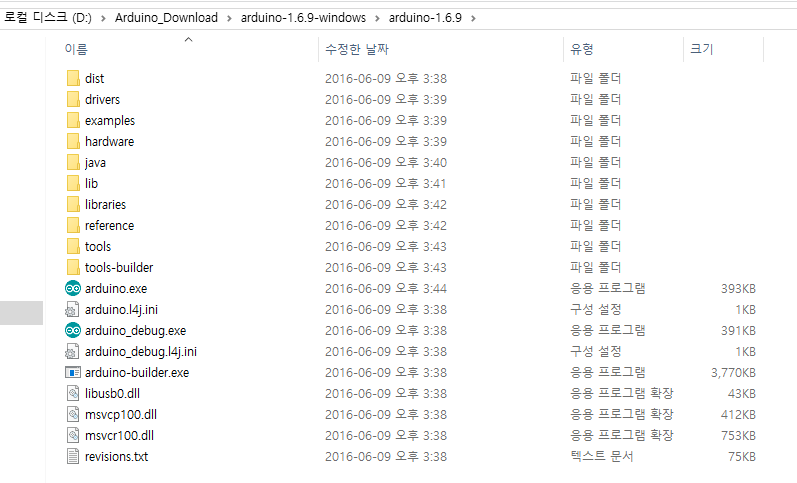 로컬 디스크 (D:) > Arduino_Download > arduino-1.6.9-windows > arduino-1.6.9 >
이름 수정한 날짜 유형 크기
dist 2016-06-09 오후 3:38 파일 폴더
drivers 2016-06-09 오후 3:39 파일 폴더
examples 2016-06-09 오후 3:39 파일 폴더
hardware 2016-06-09 오후 3:39 파일 폴더
java 2016-06-09 오후 3:40 파일 폴더
lib 2016-06-09 오후 3:41 파일 폴더
libraries 2016-06-09 오후 3:42 파일 폴더
reference 2016-06-09 오후 3:42 파일 폴더
tools 2016-06-09 오후 3:43 파일 폴더
tools-builder 2016-06-09 오후 3:43 파일 폴더
arduino.exe 2016-06-09 오후 3:44 응용 프로그램 393KB
arduino.l4j.ini 2016-06-09 오후 3:38 구성 설정 1KB
arduino_debug.exe 2016-06-09 오후 3:38 응용 프로그램 391KB
arduino_debug.l4j.ini 2016-06-09 오후 3:38 구성 설정 1KB
arduino-builder.exe 2016-06-09 오후 3:38 응용 프로그램 3,770KB
libusb0.dll 2016-06-09 오후 3:38 응용 프로그램 확장 43KB
msvcp100.dll 2016-06-09 오후 3:38 응용 프로그램 확장 412KB
msvcr100.dll 2016-06-09 오후 3:38 응용 프로그램 확장 753KB
revisions.txt 2016-06-09 오후 3:38 텍스트 문서 75KB